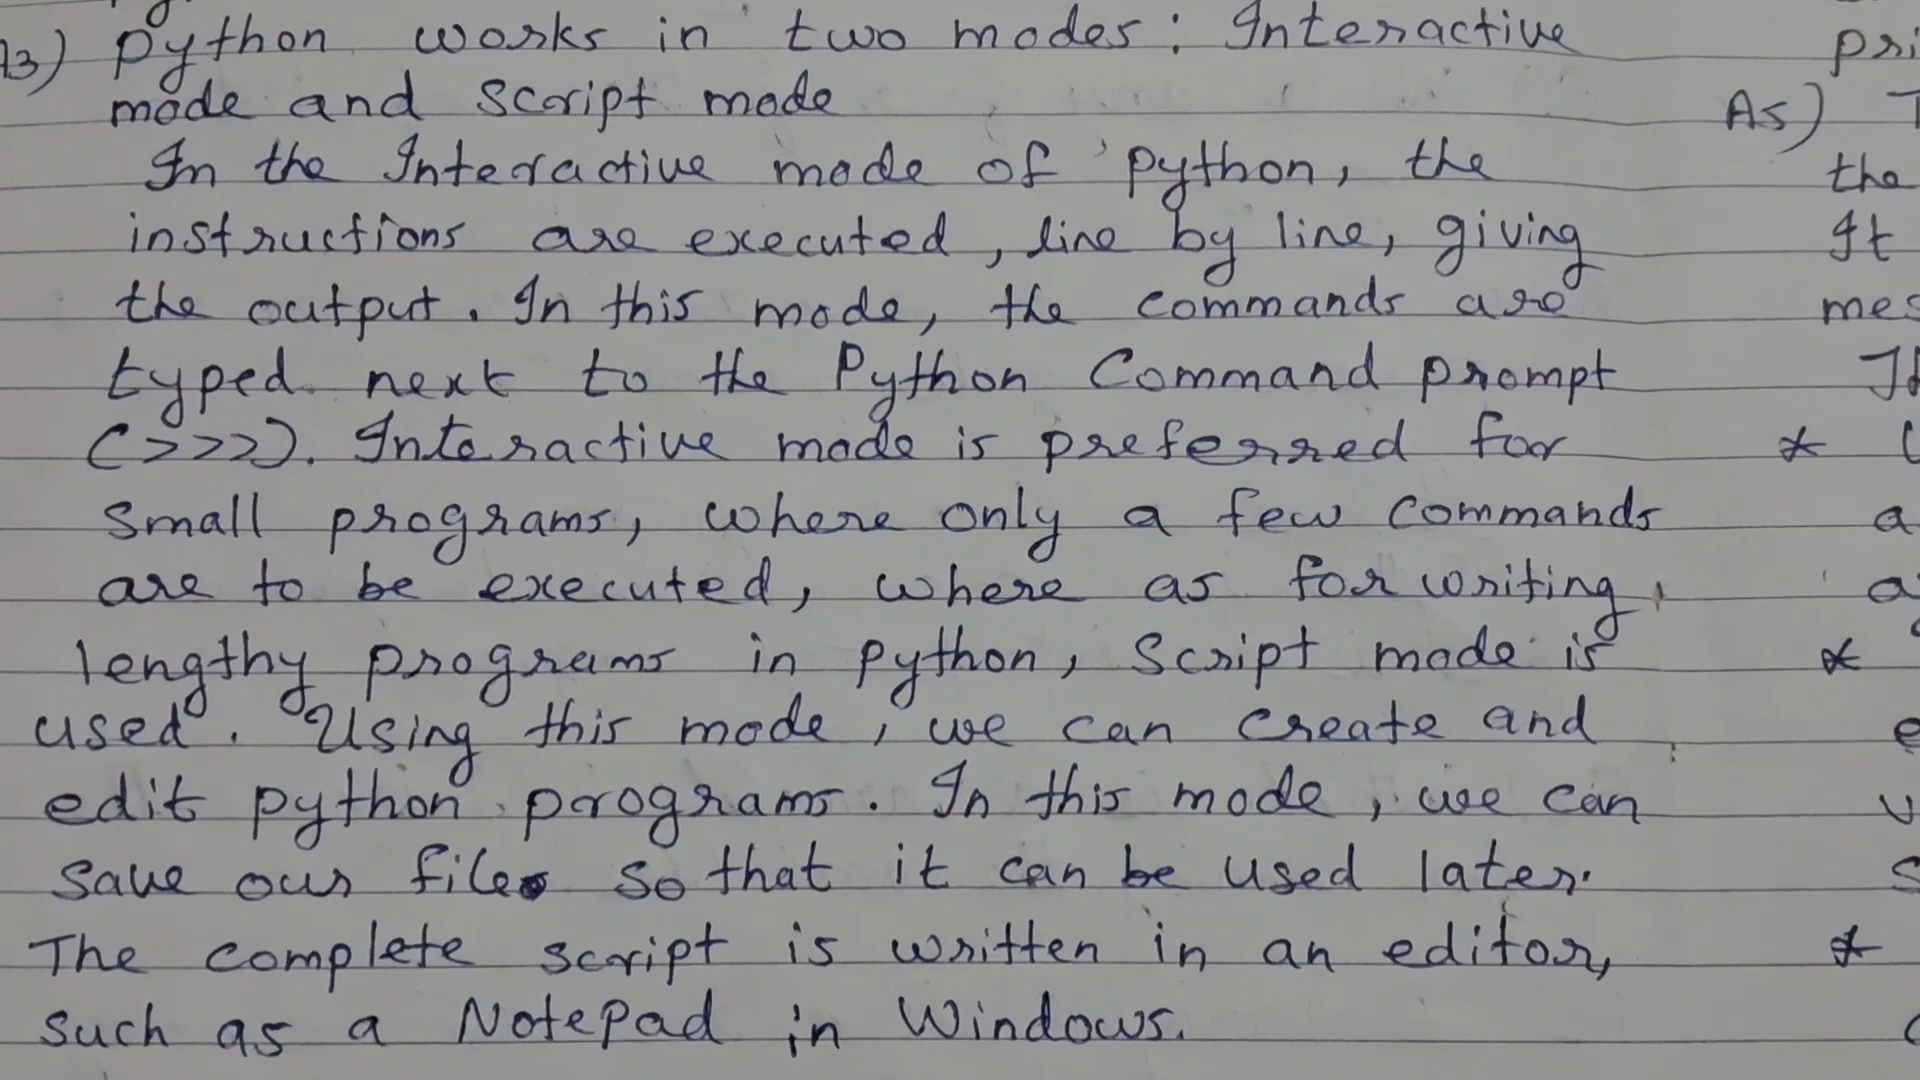 A3) Python works in two modes: Interactive
mode and Script mode
In the Interactive mode of python, the
instructions are executed, line by line, giving
the output. In this mode, the commands are
typed next to the Python Command prompt
(>>>). Interactive mode is preferred for
small programs, where only a few commands
are to be executed, where as for writing
lengthy programs in python, Script mode is
used. Using this mode, we can create and
edit python programs. In this mode, we can
save our file so that it can be used later.
The complete script is written in an editor,
such as a NotePad in Windows.
pri
A5) T
the
It
mes
*
a
a
*
e
s
*